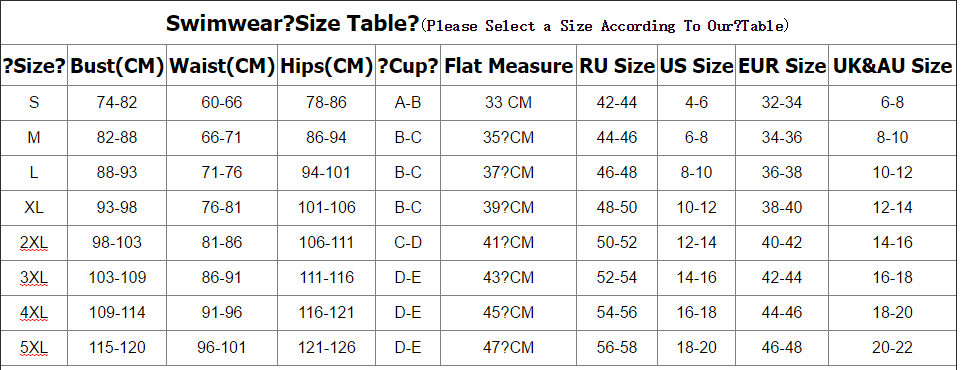 Swimwear?Size Table?(Please Select a Size According To Our?Table)
?Size? Bust(CM) Waist(CM) Hips(CM) ?Cup? Flat Measure RU Size US Size EUR Size UK&AU Size
S 74-82 60-66 78-86 A-B 33 CM 42-44 4-6 32-34 6-8
M 82-88 66-71 86-94 B-C 35?CM 44-46 6-8 34-36 8-10
L 88-93 71-76 94-101 B-C 37?CM 46-48 8-10 36-38 10-12
XL 93-98 76-81 101-106 B-C 39?CM 48-50 10-12 38-40 12-14
2XL 98-103 81-86 106-111 C-D 41?CM 50-52 12-14 40-42 14-16
3XL 103-109 86-91 111-116 D-E 43?CM 52-54 14-16 42-44 16-18
4XL 109-114 91-96 116-121 D-E 45?CM 54-56 16-18 44-46 18-20
5XL 115-120 96-101 121-126 D-E 47?CM 56-58 18-20 46-48 20-22